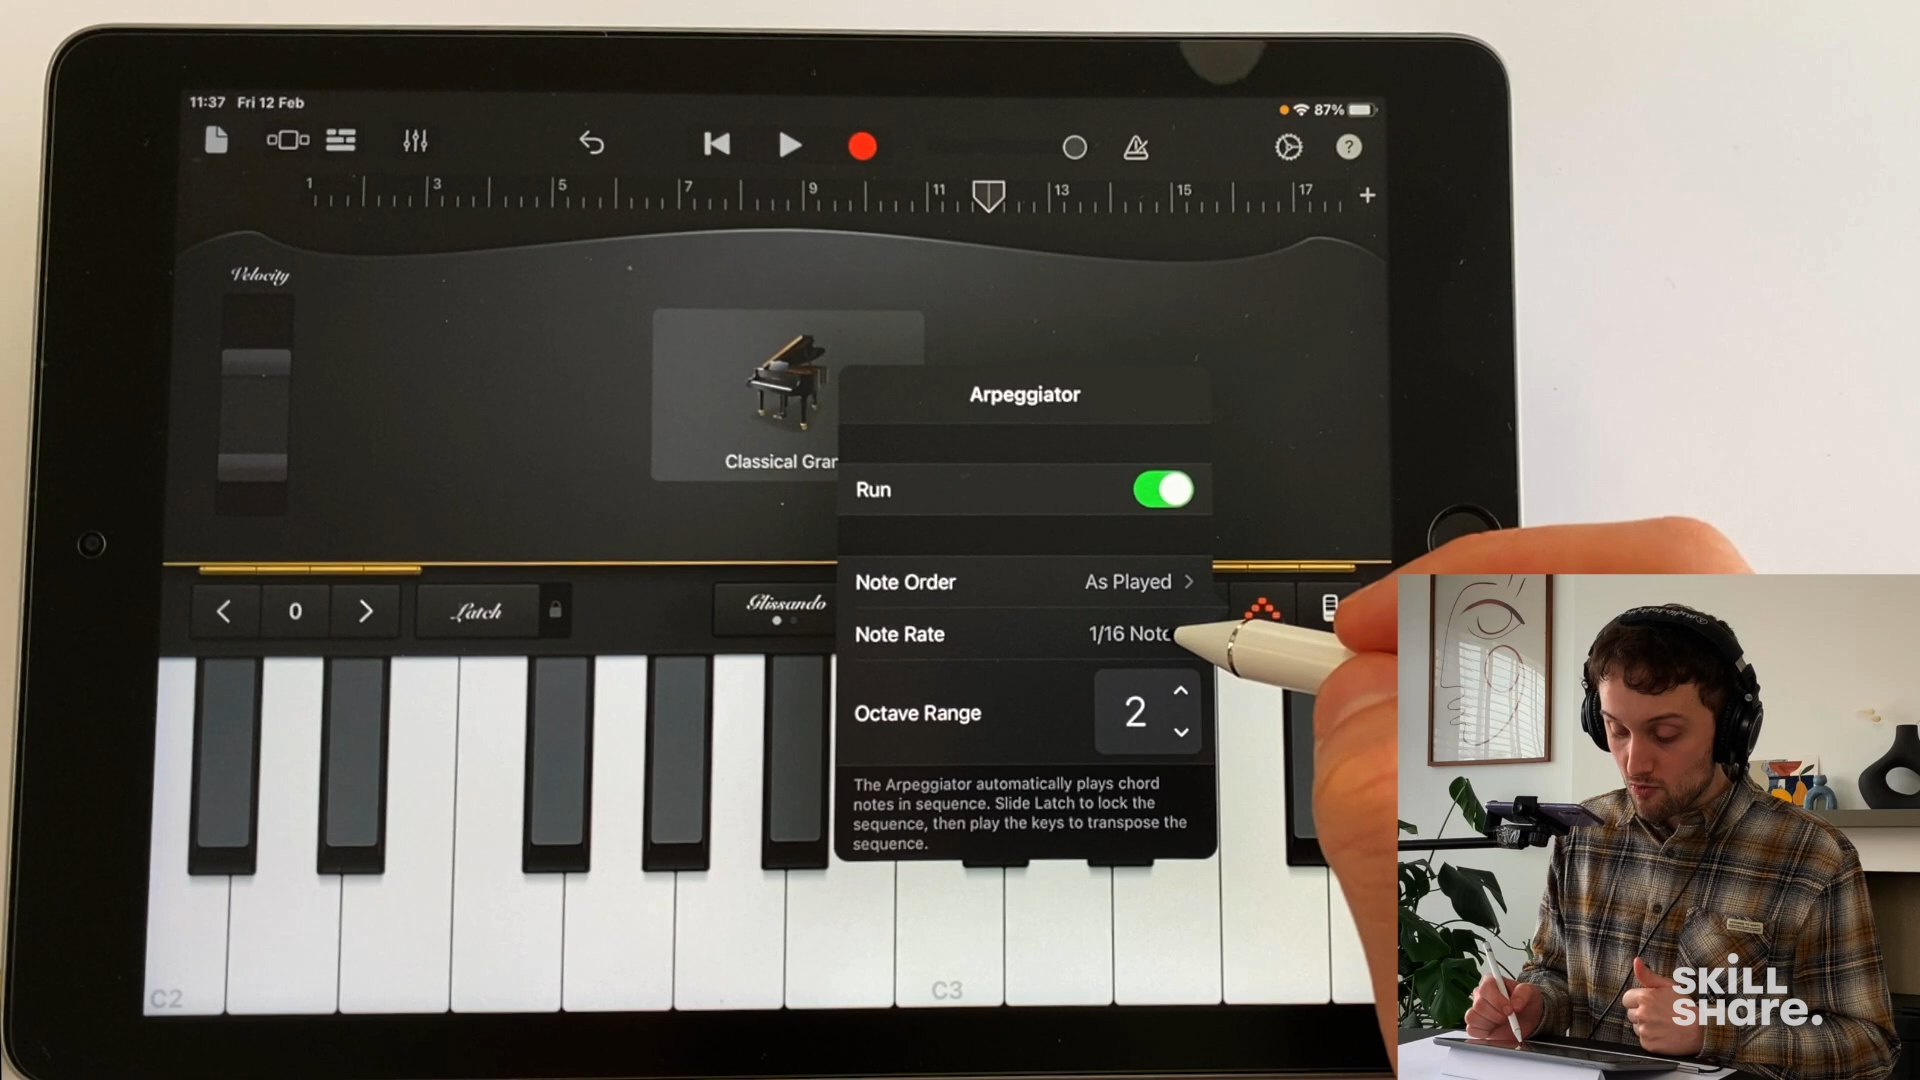 11:37 Fri 12 Feb
87%
?
1 3 5 7 9 11 13 15 17 +
Velocity
Classical Gran
Arpeggiator
Run
Note Order As Played >
Note Rate 1/16 Note
Octave Range 2
The Arpeggiator automatically plays chord
notes in sequence. Slide Latch to lock the
sequence, then play the keys to transpose the
sequence.
< 0 > Latch Glissando
C2 C3
SKILL
SHare.